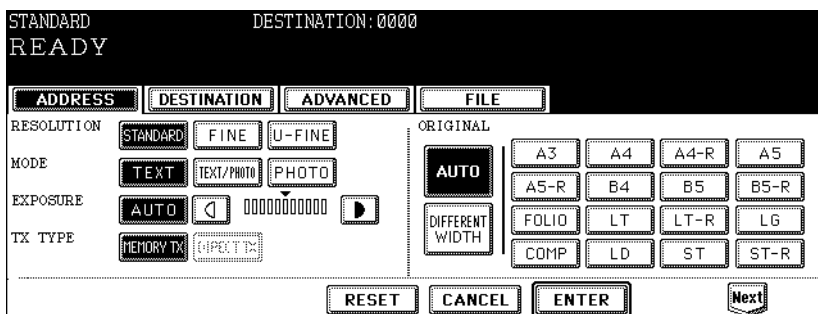 STANDARD DESTINATION:0000
READY
ADDRESS DESTINATION ADVANCED FILE
RESOLUTION STANDARD FINE U-FINE
MODE TEXT TEXT/PHOTO PHOTO
EXPOSURE AUTO
TX TYPE MEMORY TX DIRECT TX
ORIGINAL
AUTO
DIFFERENT
WIDTH
A3 A4 A4-R A5
A5-R B4 B5 B5-R
FOLIO LT LT-R LG
COMP LD ST ST-R
RESET CANCEL ENTER Next